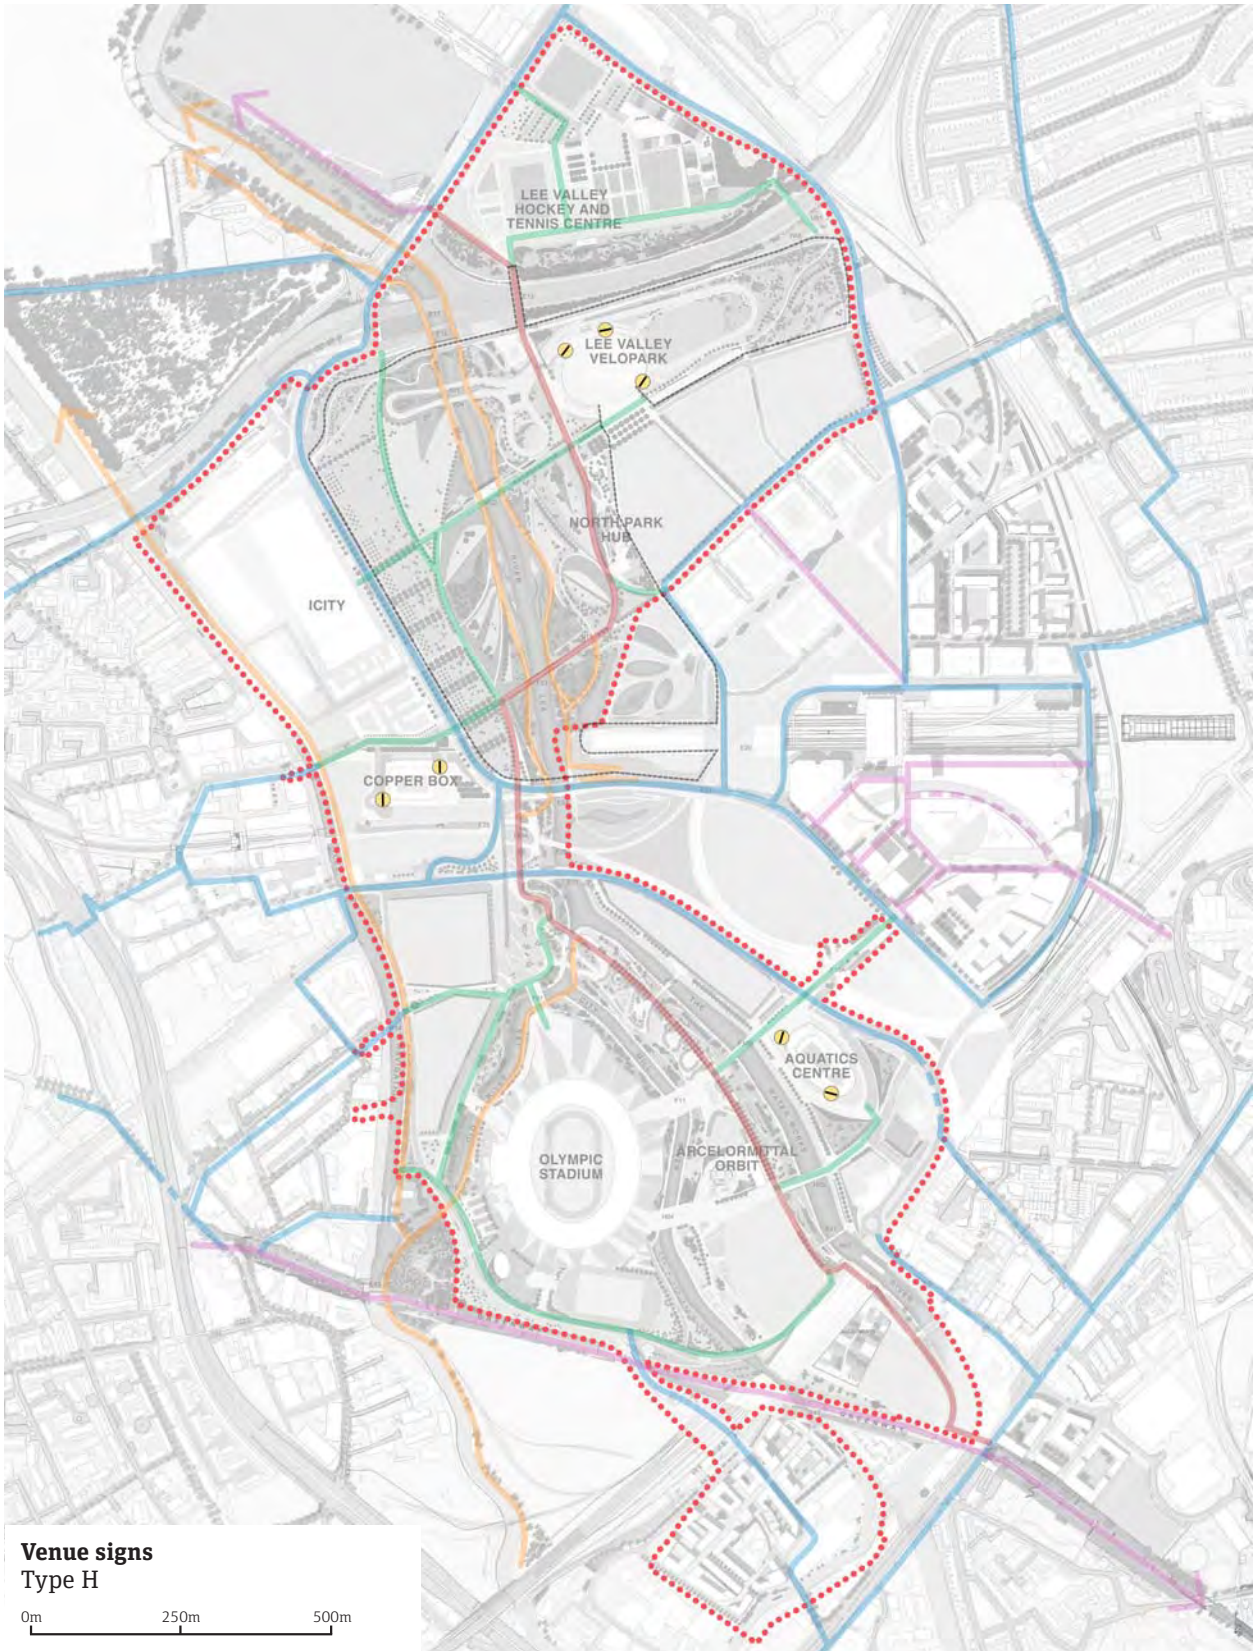 LEE VALLEY
HOCKEY AND
TENNIS CENTRE
LEE VALLEY
VELOPARK
NORTH PARK
HUB
ICITY
COPPER BOX
AQUATICS
CENTRE
OLYMPIC
STADIUM
ARCELORMITTAL
ORBIT
Venue signs
Type H
0m 250m 500m